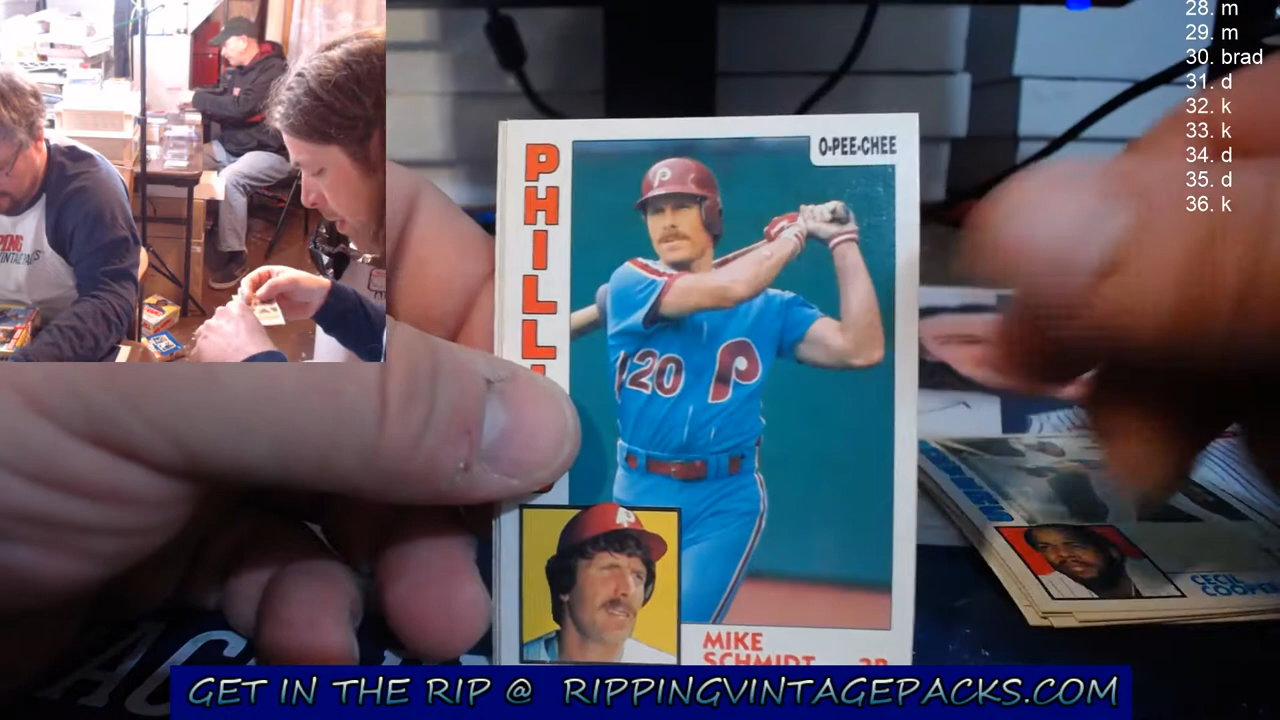 28. m
29. m
30. brad
31. d
32. k
33. k
34. d
35. d
36. k
O-PEE-CHEE
PHILLI
P
20 P
MIKE
SCHMIDT 3B
CECIL
COOPER
GET IN THE RIP @ RIPPINGVINTAGEPACKS.COM